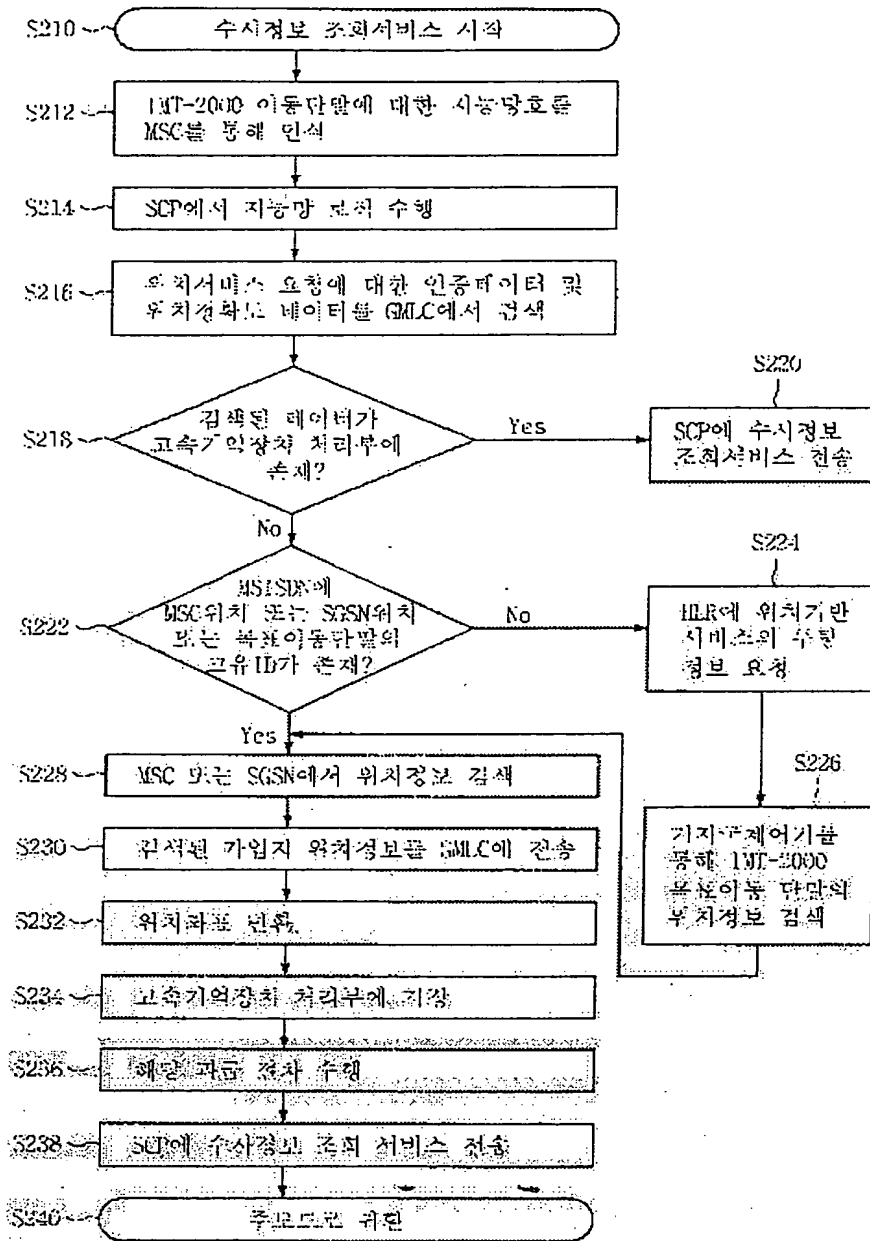 S210
수시정보 조회서비스 시작
S212
IMT-2000 이동단말에 대한 지능망호를
MSC를 통해 인식
S214
SCP에서 지능망 로직 수행
S216
위치서비스 요청에 대한 인증데이터 및
위치정확도 데이터를 GMLC에서 검색
S218
검색된 데이터가
고속기억장치 처리부에
존재?
Yes
S220
SCP에 수시정보
조회서비스 전송
No
S222
MSISDN에
MSC위치 또는 SGSN위치
또는 목표이동단말의
고유ID가 존재?
No
S224
HLR에 위치기반
서비스의
정보 요청
Yes
S226
기지국제어기를
통해 IMT-2000
목표이동 단말의
위치정보 검색
S228
MSC 또는 SGSN에서 위치정보 검색
S230
검색된 가입자 위치정보를 GMLC에 전송
S232
위치좌표 변환
S234
고속기억장치 처리부에 저장
S236
해당 과금 절차 수행
S238
SCP에 수시정보 조회 서비스 전송
S240